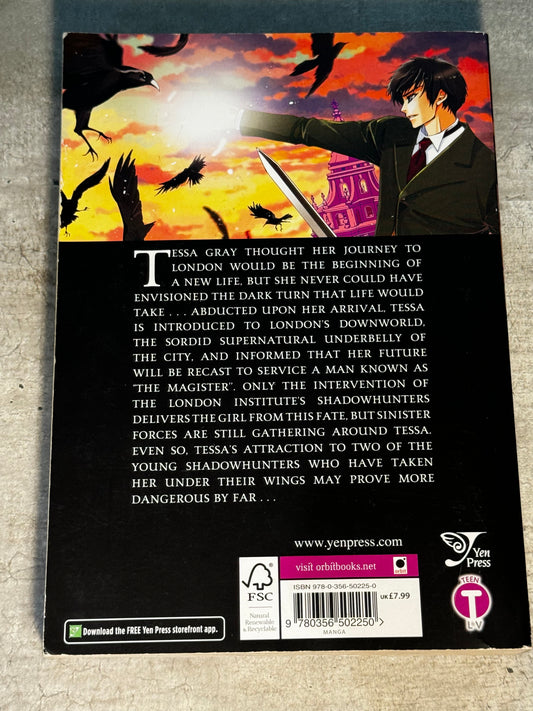 TESSA GRAY THOUGHT HER JOURNEY TO
LONDON WOULD BE THE BEGINNING OF
A NEW LIFE, BUT SHE NEVER COULD HAVE
ENVISIONED THE DARK TURN THAT LIFE WOULD
TAKE . . . ABDUCTED UPON HER ARRIVAL, TESSA
IS INTRODUCED TO LONDON'S DOWNWORLD,
THE SORDID SUPERNATURAL UNDERBELLY OF
THE CITY, AND INFORMED THAT HER FUTURE
WILL BE RECAST TO SERVICE A MAN KNOWN AS
"THE MAGISTER". ONLY THE INTERVENTION OF
THE LONDON INSTITUTE'S SHADOWHUNTERS
DELIVERS THE GIRL FROM THIS FATE, BUT SINISTER
FORCES ARE STILL GATHERING AROUND TESSA.
EVEN SO, TESSA'S ATTRACTION TO TWO OF THE
YOUNG SHADOWHUNTERS WHO HAVE TAKEN
HER UNDER THEIR WINGS MAY PROVE MORE
DANGEROUS BY FAR . . .
www.yenpress.com
Yen
Press
visit orbitbooks.net
orbit
FSC
Natural
Renewable
& Recyclable
ISBN 978-0-356-50225-0
UK £7.99
9 780356 502250 >
MANGA
TEEN
T
L V
Download the FREE Yen Press storefront app.